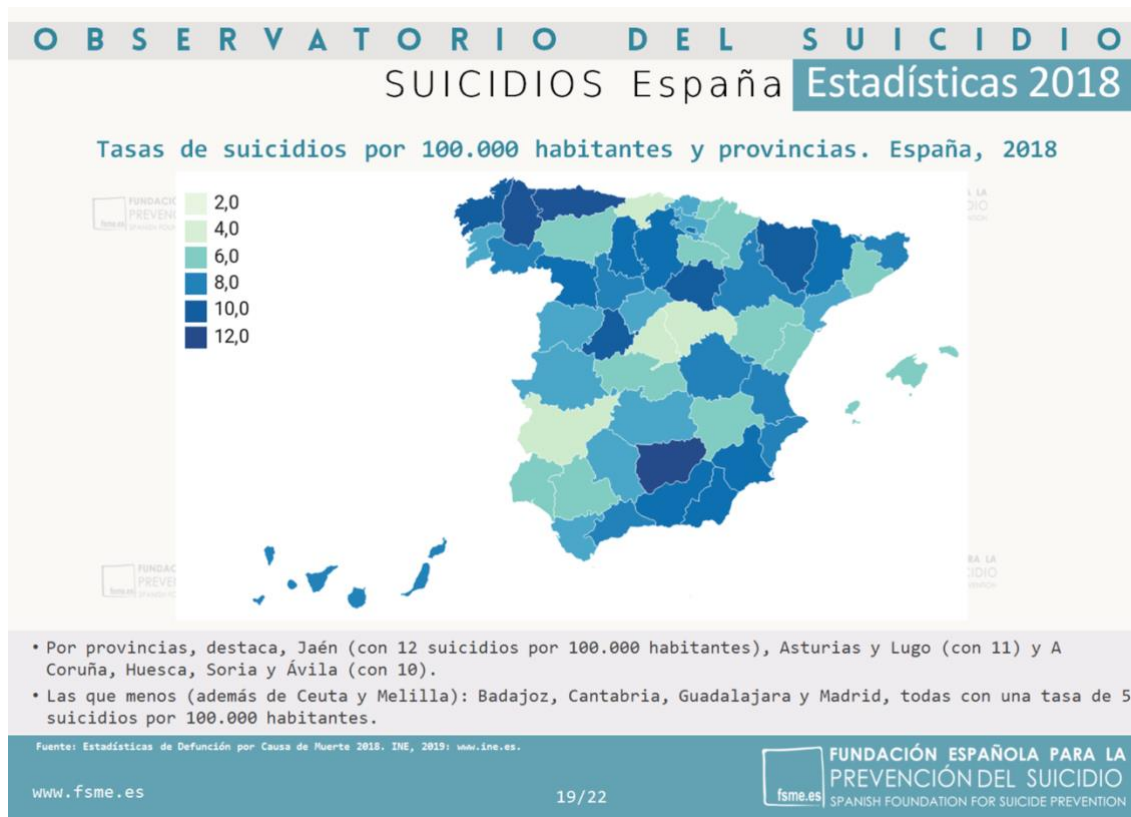 OBSERVATORIO DEL SUICIDIO
SUICIDIOS España Estadísticas 2018
Tasas de suicidios por 100.000 habitantes y provincias. España, 2018
2,0
4,0
6,0
8,0
10,0
12,0
• Por provincias, destaca, Jaén (con 12 suicidios por 100.000 habitantes), Asturias y Lugo (con 11) y A
Coruña, Huesca, Soria y Ávila (con 10).
• Las que menos (además de Ceuta y Melilla): Badajoz, Cantabria, Guadalajara y Madrid, todas con una tasa de 5
suicidios por 100.000 habitantes.
Fuente: Estadísticas de Defunción por Causa de Muerte 2018. INE, 2019: www.ine.es.
www.fsme.es
19/22
fsme.es
FUNDACIÓN ESPAÑOLA PARA LA
PREVENCIÓN DEL SUICIDIO
SPANISH FOUNDATION FOR SUICIDE PREVENTION